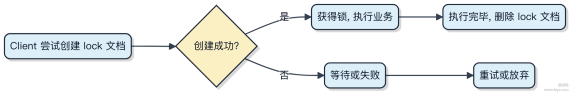 Client 尝试创建 lock 文档
创建成功?
是
获得锁, 执行业务
执行完毕, 删除 lock 文档
否
等待或失败
重试或放弃